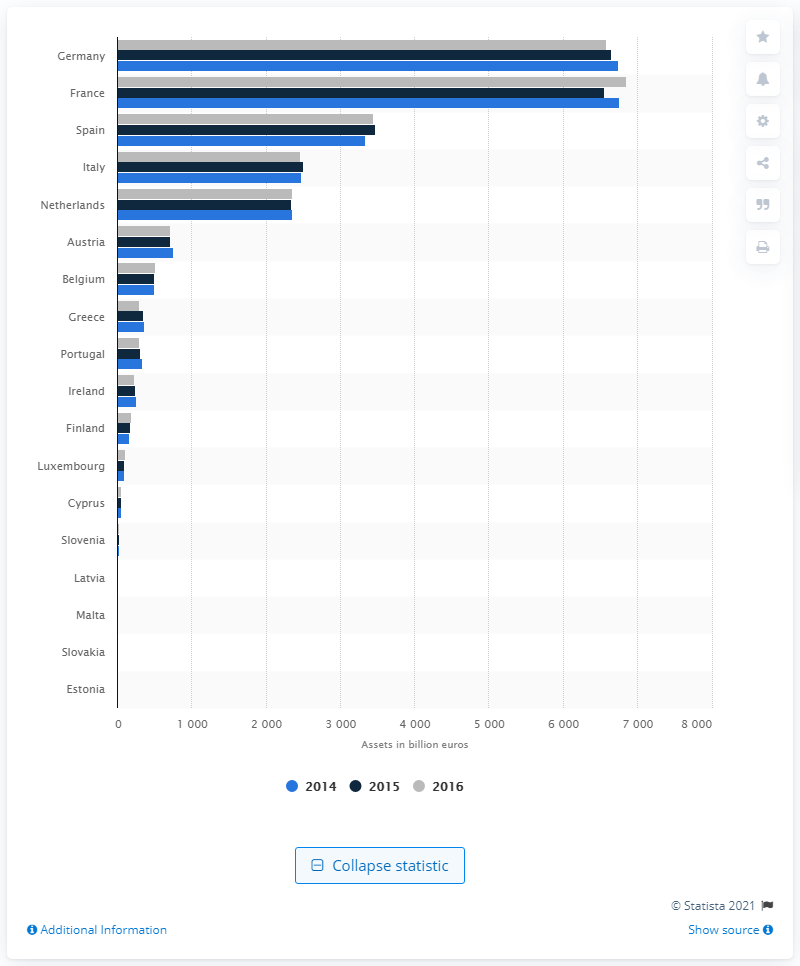 Germany
France
Spain
Italy
Netherlands
Austria
Belgium
Greece
Portugal
Ireland
Finland
Luxembourg
Cyprus
Slovenia
Latvia
Malta
Slovakia
Estonia
0 1 000 2 000 3 000 4 000 5 000 6 000 7 000 8 000
Assets in billion euros
2014 2015 2016
Collapse statistic
© Statista 2021
Additional Information Show source